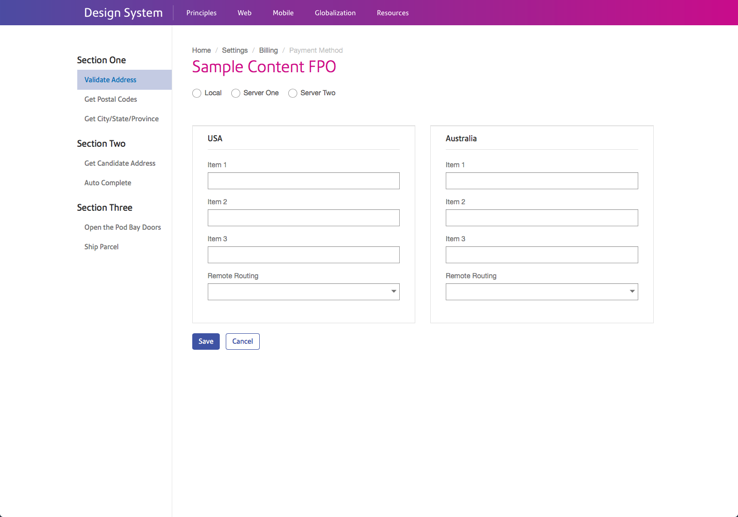 Design System
Principles Web Mobile Globalization Resources
Section One
Validate Address
Get Postal Codes
Get City/State/Province
Section Two
Get Candidate Address
Auto Complete
Section Three
Open the Pod Bay Doors
Ship Parcel
Home / Settings / Billing / Payment Method
Sample Content FPO
Local Server One Server Two
USA
Item 1
Item 2
Item 3
Remote Routing
Australia
Item 1
Item 2
Item 3
Remote Routing
Save Cancel